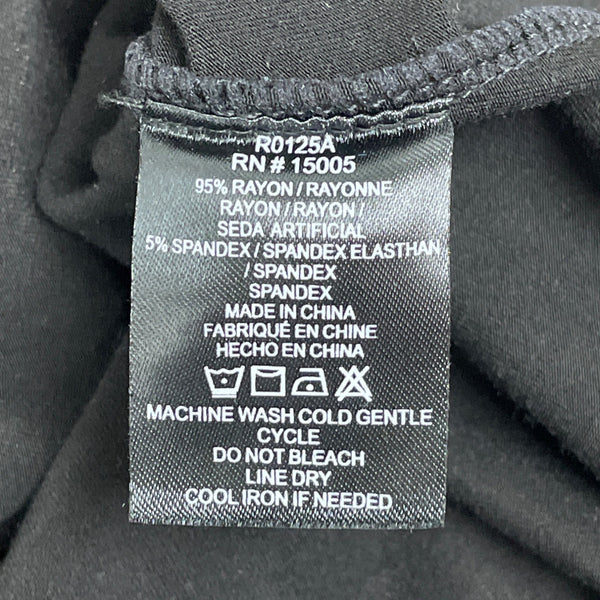 R0125A
RN # 15005
95% RAYON / RAYONNE
RAYON / RAYON /
SEDA ARTIFICIAL
5% SPANDEX / SPANDEX ELASTHAN
/ SPANDEX
SPANDEX
MADE IN CHINA
FABRIQUÉ EN CHINE
HECHO EN CHINA
MACHINE WASH COLD GENTLE
CYCLE
DO NOT BLEACH
LINE DRY
COOL IRON IF NEEDED